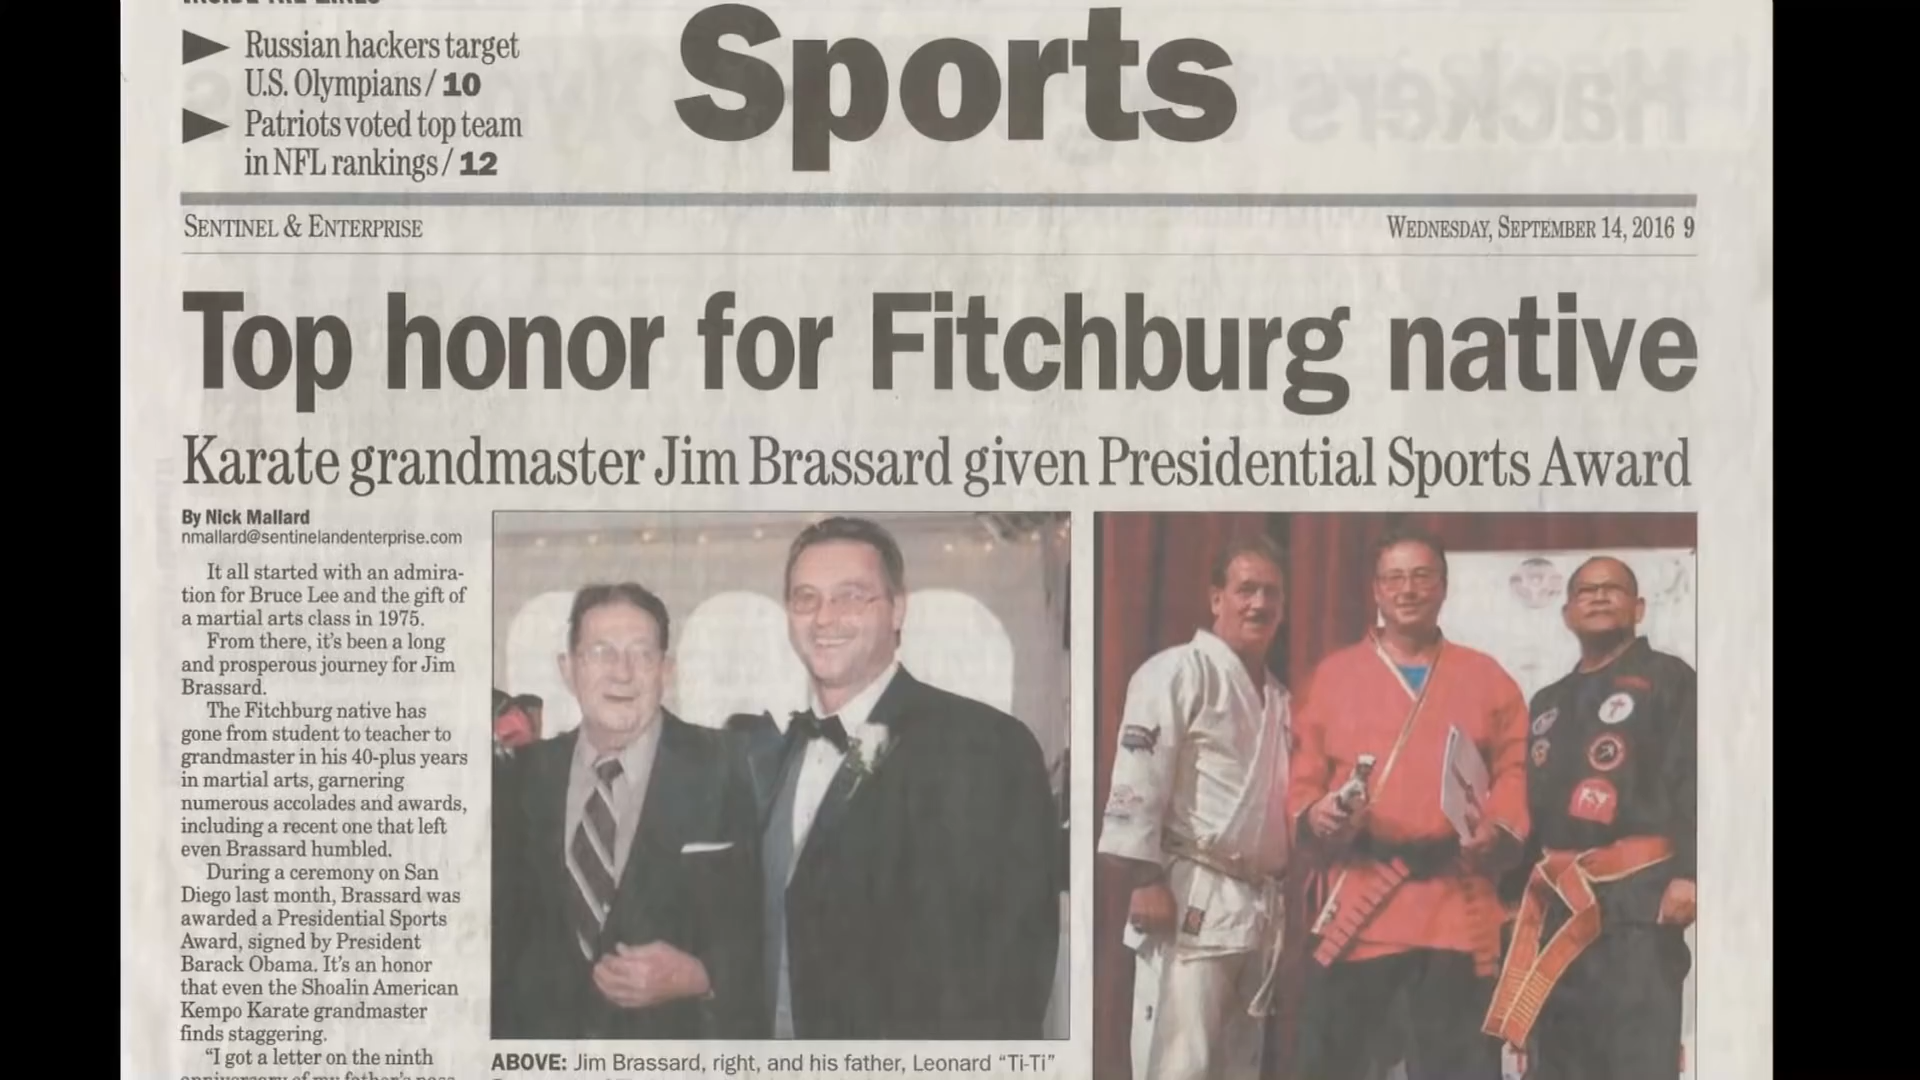 Russian hackers target
U.S. Olympians / 10
Patriots voted top team
in NFL rankings / 12
Sports
SENTINEL & ENTERPRISE
WEDNESDAY, SEPTEMBER 14, 2016 9
Top honor for Fitchburg native
Karate grandmaster Jim Brassard given Presidential Sports Award
By Nick Mallard
nmallard@sentinelandenterprise.com
It all started with an admira-
tion for Bruce Lee and the gift of
a martial arts class in 1975.
From there, it's been a long
and prosperous journey for Jim
Brassard.
The Fitchburg native has
gone from student to teacher to
grandmaster in his 40-plus years
in martial arts, garnering
numerous accolades and awards,
including a recent one that left
even Brassard humbled.
During a ceremony on San
Diego last month, Brassard was
awarded a Presidential Sports
Award, signed by President
Barack Obama. It's an honor
that even the Shoalin American
Kempo Karate grandmaster
finds staggering.
"I got a letter on the ninth
ABOVE: Jim Brassard, right, and his father, Leonard "Ti-Ti"